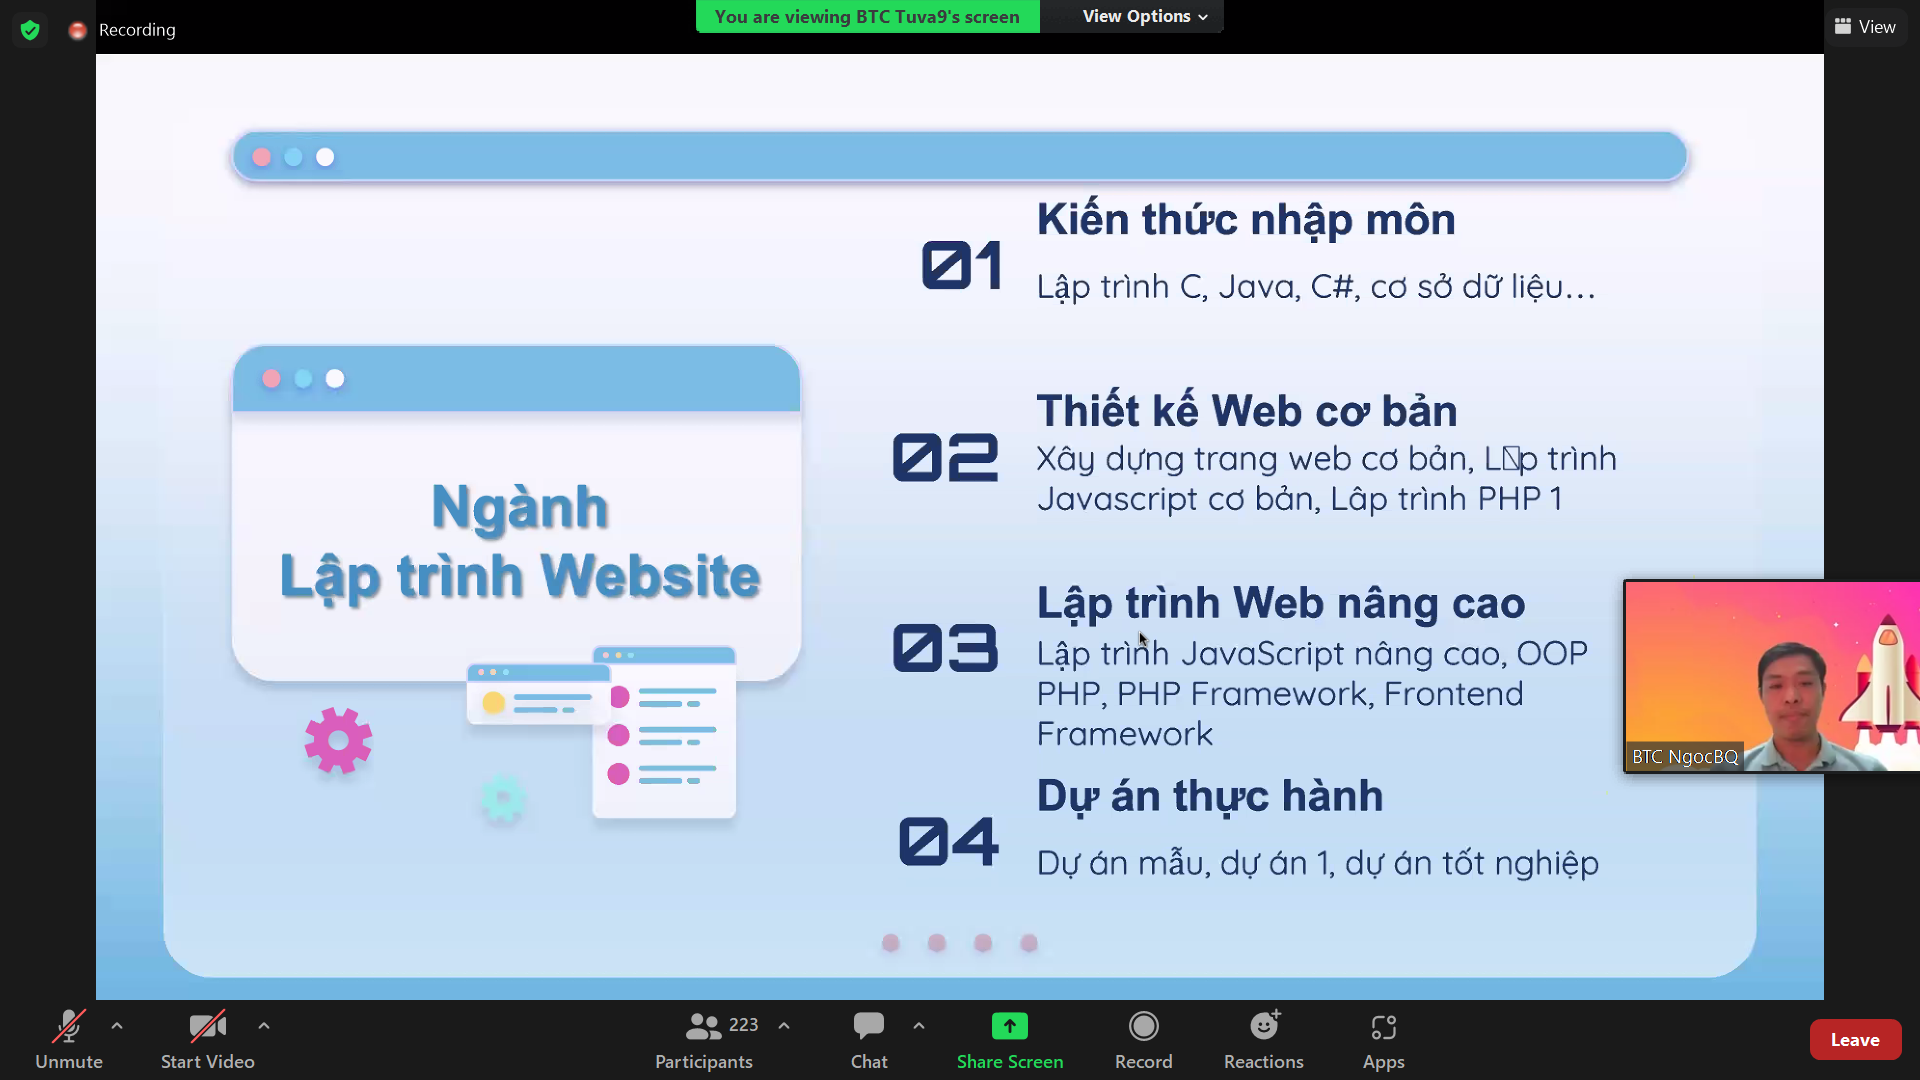 You are viewing BTC Tuva9's screen
View Options
Recording
View
Ngành
Lập trình Website
01
Kiến thức nhập môn
Lập trình C, Java, C#, cơ sở dữ liệu...
02
Thiết kế Web cơ bản
Xây dựng trang web cơ bản, L▯p trình
Javascript cơ bản, Lâp trình PHP 1
03
Lập trình Web nâng cao
Lập trình JavaScript nâng cao, OOP
PHP, PHP Framework, Frontend
Framework
04
Dự án thực hành
Dự án mẫu, dự án 1, dự án tốt nghiệp
BTC NgocBQ
Unmute
Start Video
223
Participants
Chat
Share Screen
Record
Reactions
Apps
Leave